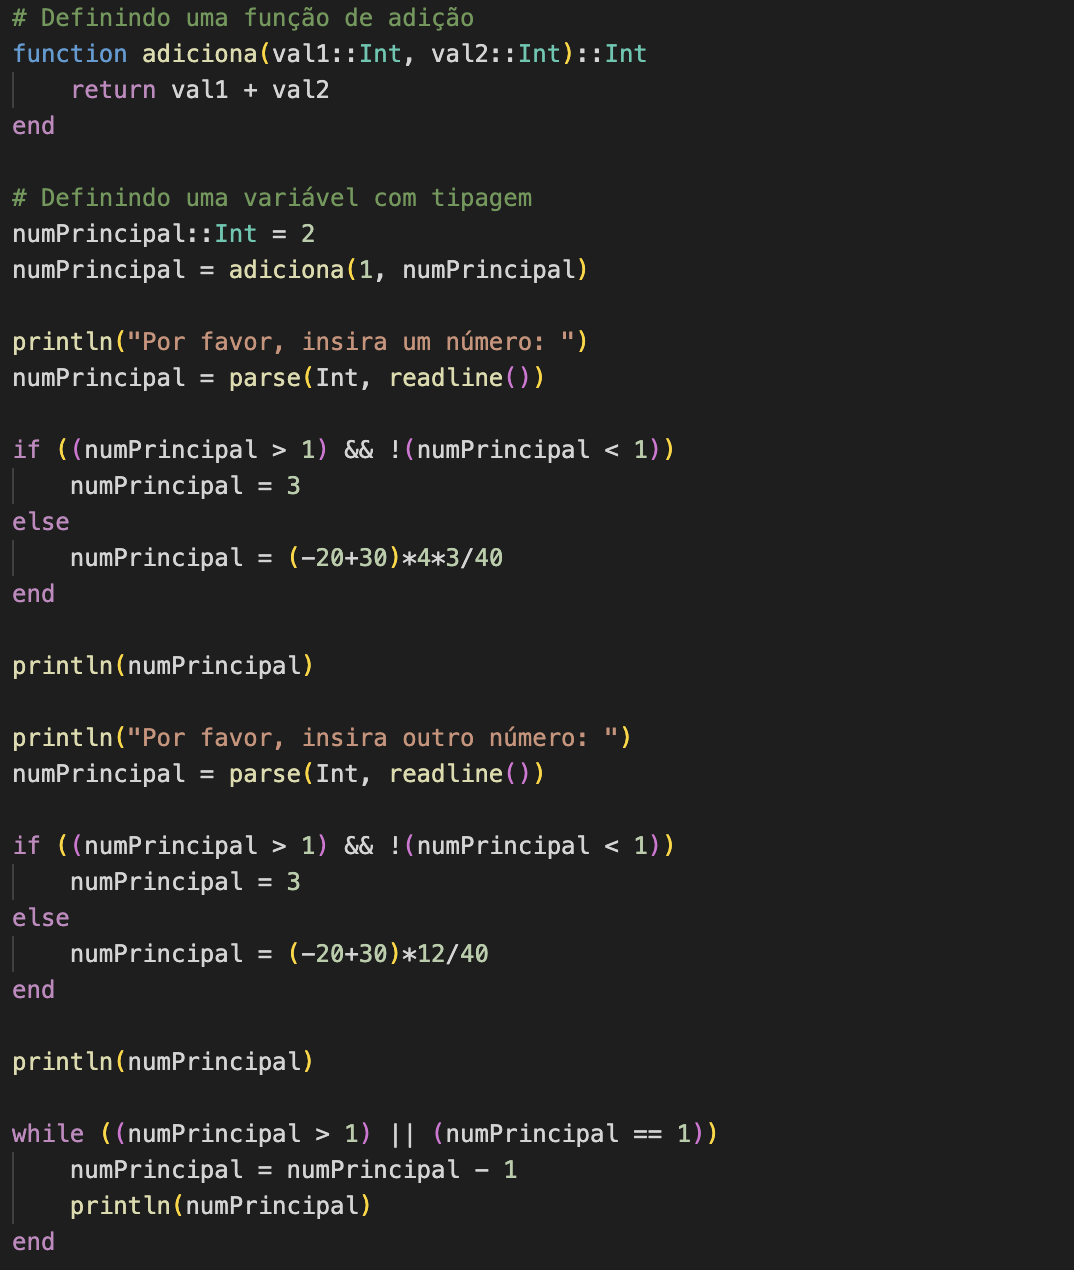 # Definindo uma função de adição
function adiciona(val1::Int, val2::Int)::Int
    return val1 + val2
end

# Definindo uma variável com tipagem
numPrincipal::Int = 2
numPrincipal = adiciona(1, numPrincipal)

println("Por favor, insira um número: ")
numPrincipal = parse(Int, readline())

if ((numPrincipal > 1) && !(numPrincipal < 1))
    numPrincipal = 3
else
    numPrincipal = (-20+30)*4*3/40
end

println(numPrincipal)

println("Por favor, insira outro número: ")
numPrincipal = parse(Int, readline())

if ((numPrincipal > 1) && !(numPrincipal < 1))
    numPrincipal = 3
else
    numPrincipal = (-20+30)*12/40
end

println(numPrincipal)

while ((numPrincipal > 1) || (numPrincipal == 1))
    numPrincipal = numPrincipal - 1
    println(numPrincipal)
end